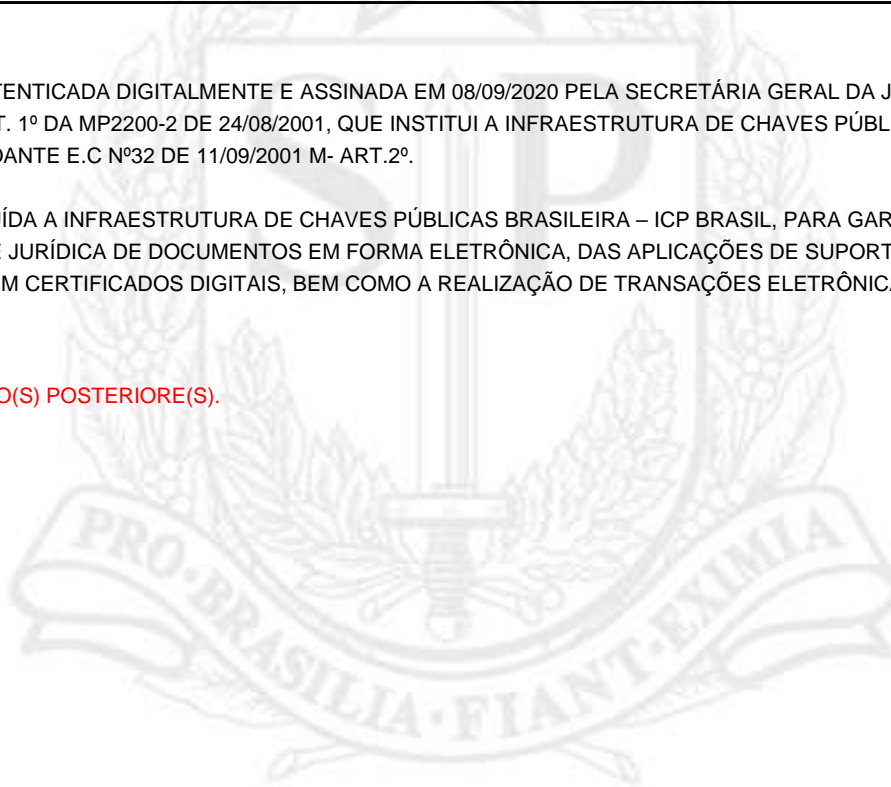 TENTICADA DIGITALMENTE E ASSINADA EM 08/09/2020 PELA SECRETÁRIA GERAL DA J
T. 1º DA MP2200-2 DE 24/08/2001, QUE INSTITUI A INFRAESTRUTURA DE CHAVES PÚBL
DANTE E.C Nº32 DE 11/09/2001 M- ART.2º.
ÍDA A INFRAESTRUTURA DE CHAVES PÚBLICAS BRASILEIRA – ICP BRASIL, PARA GAR
E JURÍDICA DE DOCUMENTOS EM FORMA ELETRÔNICA, DAS APLICAÇÕES DE SUPORT
M CERTIFICADOS DIGITAIS, BEM COMO A REALIZAÇÃO DE TRANSAÇÕES ELETRÔNICA
O(S) POSTERIORE(S).
SP
PRO·BRASILIA·FIANT·EXIMIA